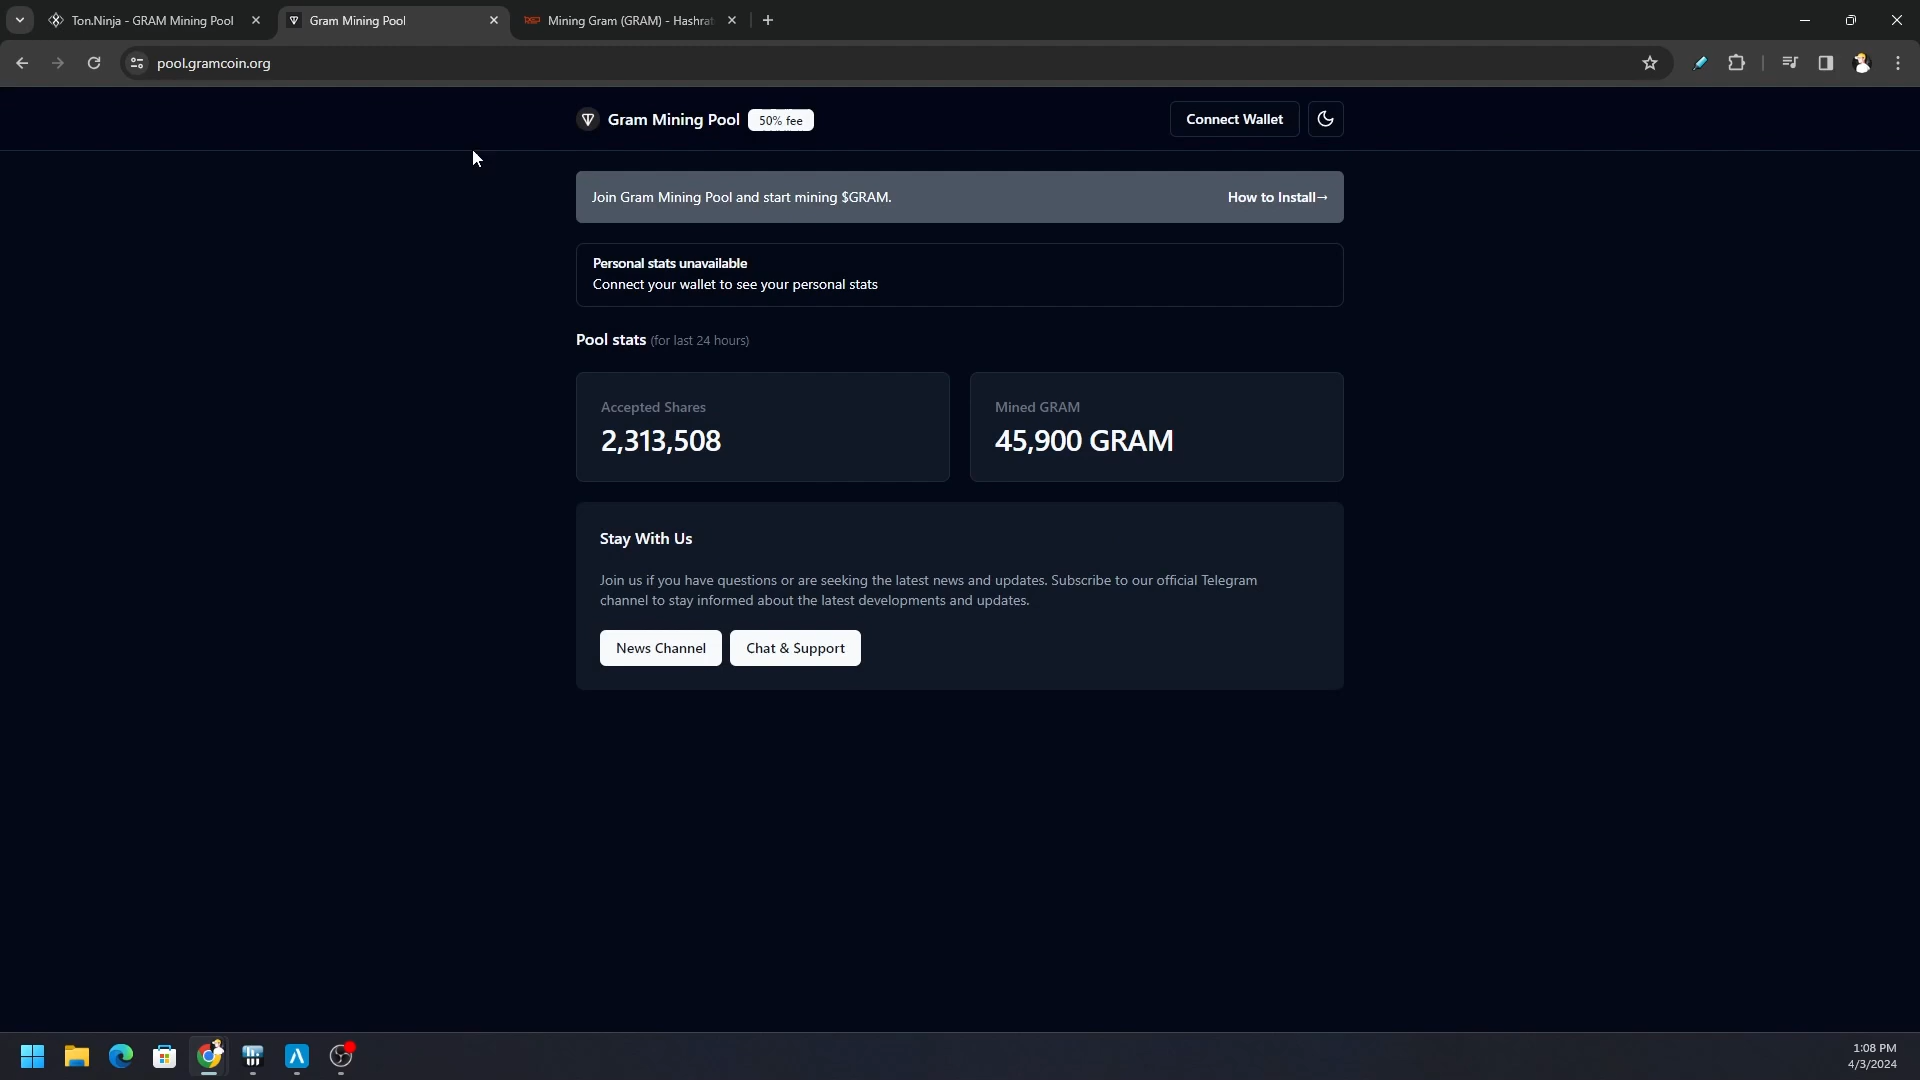 Ton.Ninja - GRAM Mining Pool
Gram Mining Pool
Mining Gram (GRAM) - Hashrat
pool.gramcoin.org
Gram Mining Pool
50% fee
Connect Wallet
Join Gram Mining Pool and start mining $GRAM.
How to Install→
Personal stats unavailable
Connect your wallet to see your personal stats
Pool stats (for last 24 hours)
Accepted Shares
2,313,508
Mined GRAM
45,900 GRAM
Stay With Us
Join us if you have questions or are seeking the latest news and updates. Subscribe to our official Telegram
channel to stay informed about the latest developments and updates.
News Channel
Chat & Support
1:08 PM
4/3/2024